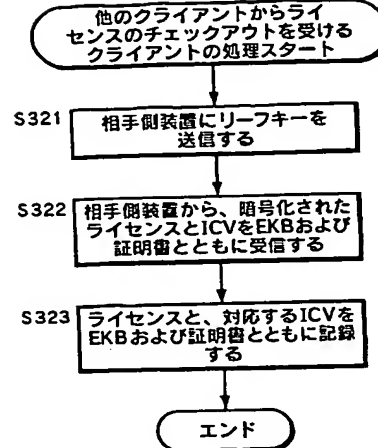 他のクライアントからライ
センスのチェックアウトを受ける
クライアントの処理スタート
S321
相手側装置にリーフキーを
送信する
S322
相手側装置から、暗号化された
ライセンスとICVをEKBおよび
証明書とともに受信する
S323
ライセンスと、対応するICVを
EKBおよび証明書とともに記録
する
エンド